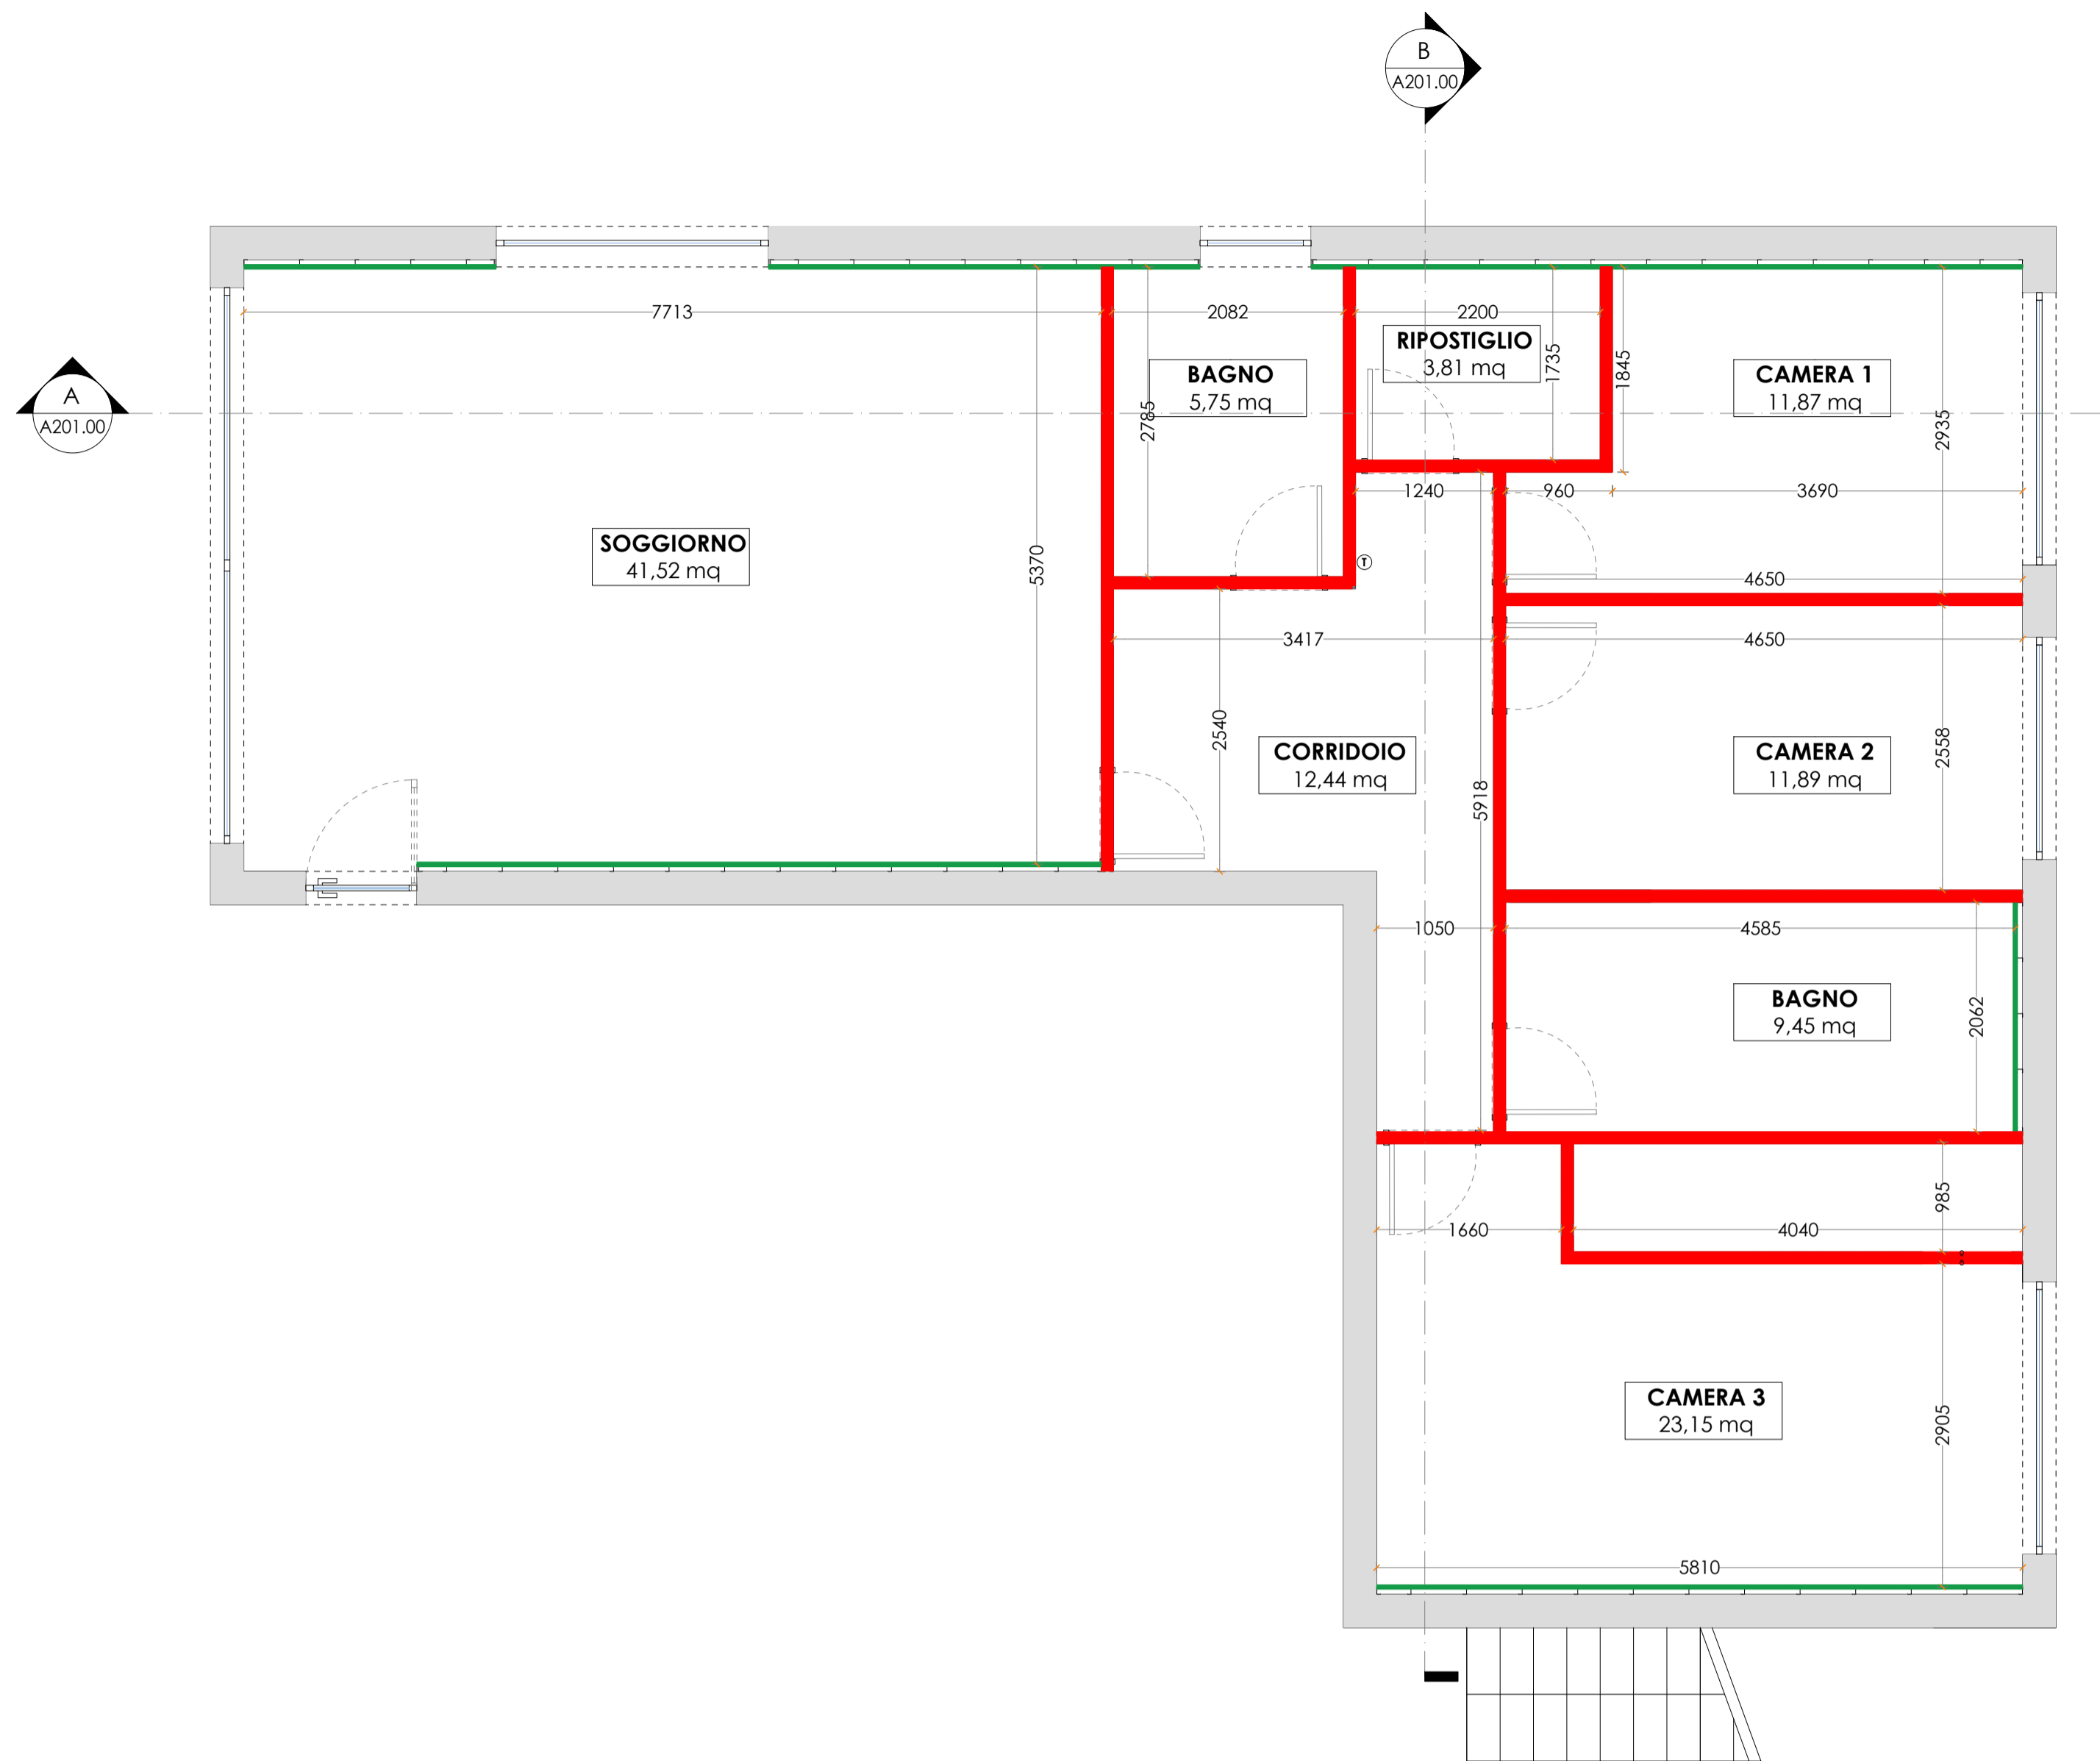 B
A201.00
A
A201.00
7713
2082
2200
RIPOSTIGLIO
3,81 mq
1735
1845
BAGNO
5,75 mq
2785
CAMERA 1
11,87 mq
2935
1240
960
3690
SOGGIORNO
41,52 mq
5370
T
4650
3417
4650
2540
CORRIDOIO
12,44 mq
5918
CAMERA 2
11,89 mq
2558
1050
4585
BAGNO
9,45 mq
2062
985
1660
4040
CAMERA 3
23,15 mq
2905
5810